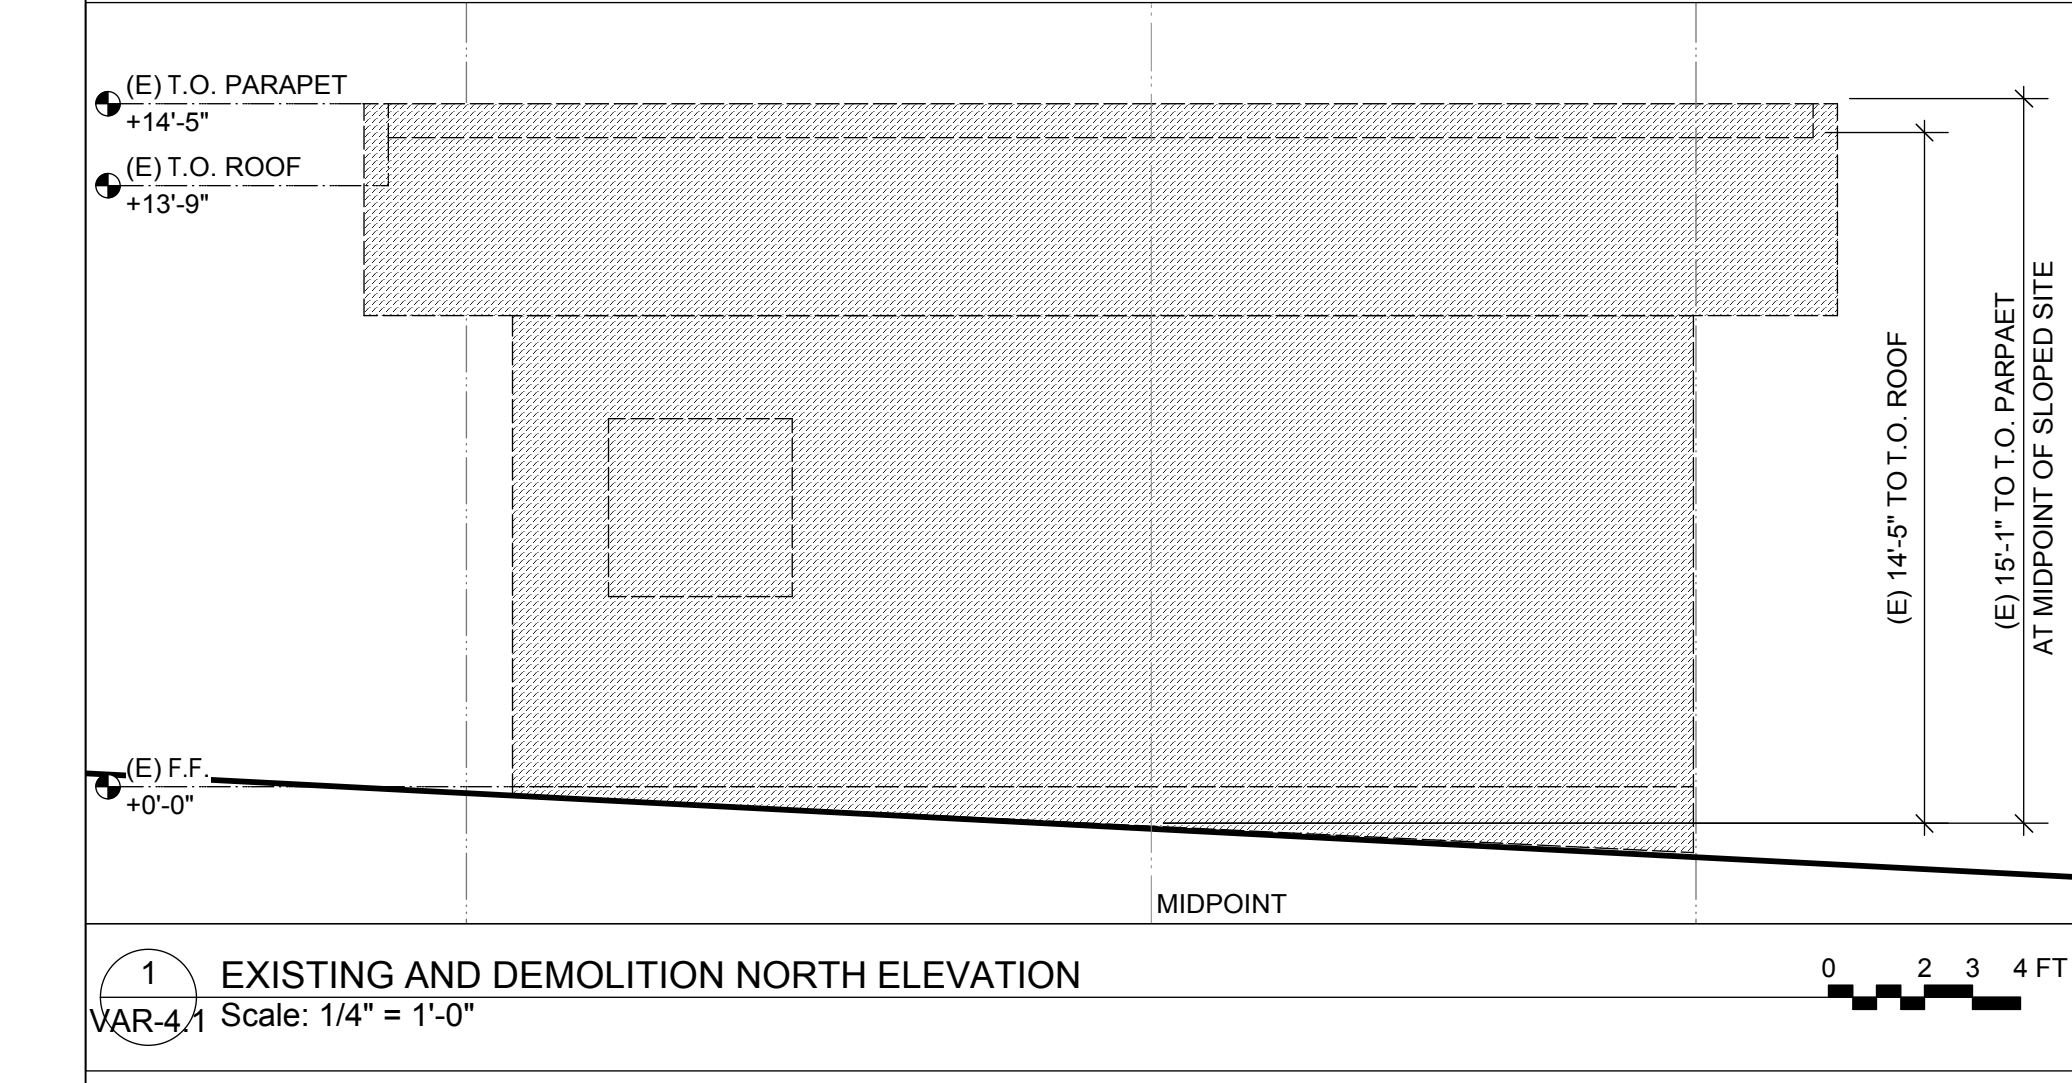 (E) T.O. PARAPET
+14'-5"
(E) T.O. ROOF
+13'-9"
(E) 14'-5" TO T.O. ROOF
(E) 15'-1" TO T.O. PARPAET
AT MIDPOINT OF SLOPED SITE
(E) F.F.
+0'-0"
MIDPOINT
1
VAR-4.1
EXISTING AND DEMOLITION NORTH ELEVATION
Scale: 1/4" = 1'-0"
0 2 3 4 FT